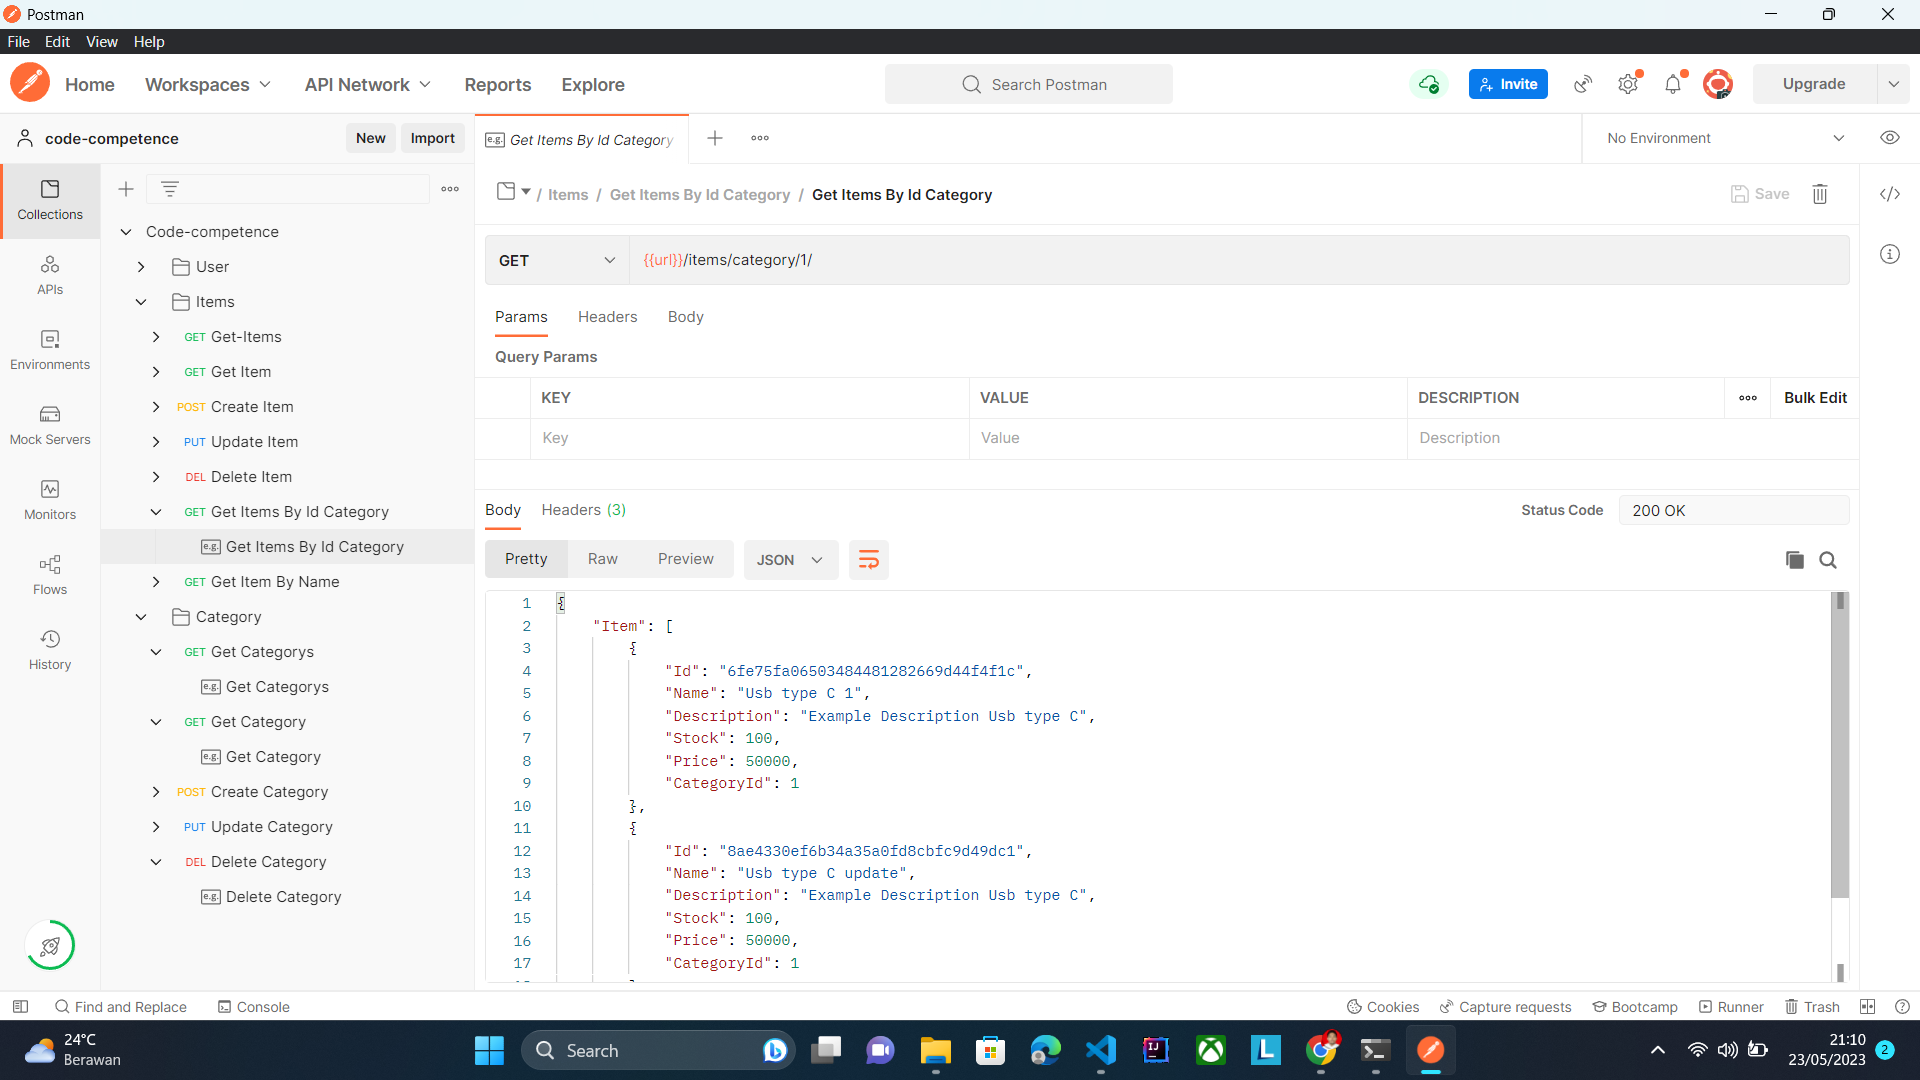 Postman
File Edit View Help
Home Workspaces API Network Reports Explore Search Postman Invite Upgrade
code-competence New Import
e.g. Get Items By Id Category
No Environment
/ Items / Get Items By Id Category / Get Items By Id Category Save
Collections
APIs
Environments
Mock Servers
Monitors
Flows
History
Code-competence
User
Items
GET Get-Items
GET Get Item
POST Create Item
PUT Update Item
DEL Delete Item
GET Get Items By Id Category
e.g. Get Items By Id Category
GET Get Item By Name
Category
GET Get Categorys
e.g. Get Categorys
GET Get Category
e.g. Get Category
POST Create Category
PUT Update Category
DEL Delete Category
e.g. Delete Category
GET {{url}}/items/category/1/
Params Headers Body
Query Params
KEY VALUE DESCRIPTION Bulk Edit
Key Value Description
Body Headers (3) Status Code 200 OK
Pretty Raw Preview JSON
1 {
2 "Item": [
3 {
4 "Id": "6fe75fa06503484481282669d44f4f1c",
5 "Name": "Usb type C 1",
6 "Description": "Example Description Usb type C",
7 "Stock": 100,
8 "Price": 50000,
9 "CategoryId": 1
10 },
11 {
12 "Id": "8ae4330ef6b34a35a0fd8cbfc9d49dc1",
13 "Name": "Usb type C update",
14 "Description": "Example Description Usb type C",
15 "Stock": 100,
16 "Price": 50000,
17 "CategoryId": 1
Find and Replace Console Cookies Capture requests Bootcamp Runner Trash
24°C
Berawan
Search
21:10
23/05/2023
2